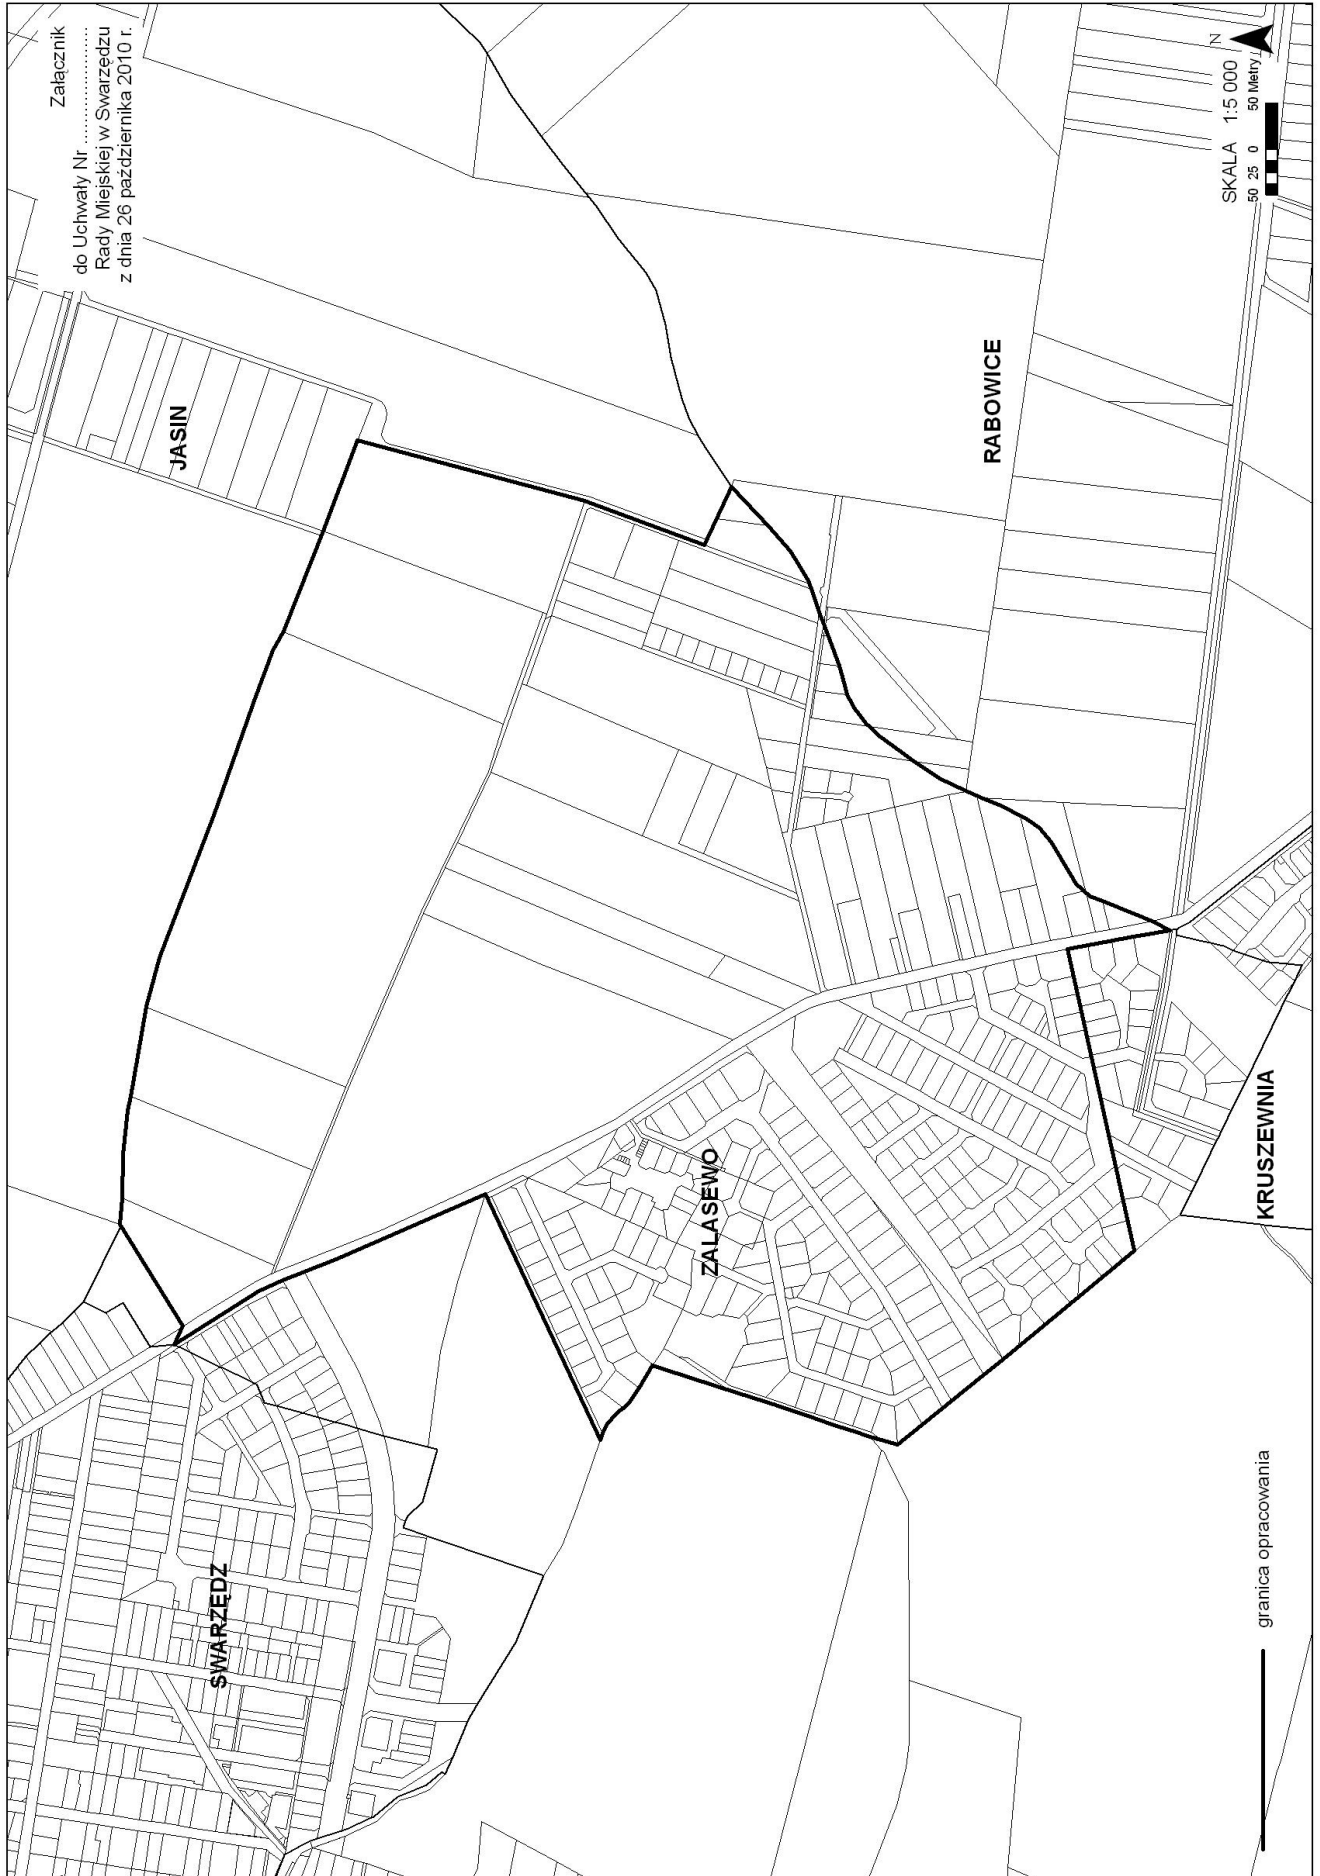 Załącznik
do Uchwały Nr ........................
Rady Miejskiej w Swarzędzu
z dnia 26 października 2010 r.
JASIN
SWARZĘDZ
ZALASEWO
RABOWICE
KRUSZEWNIA
granica opracowania
SKALA 1:5 000
N
50 25 0 50 Metry